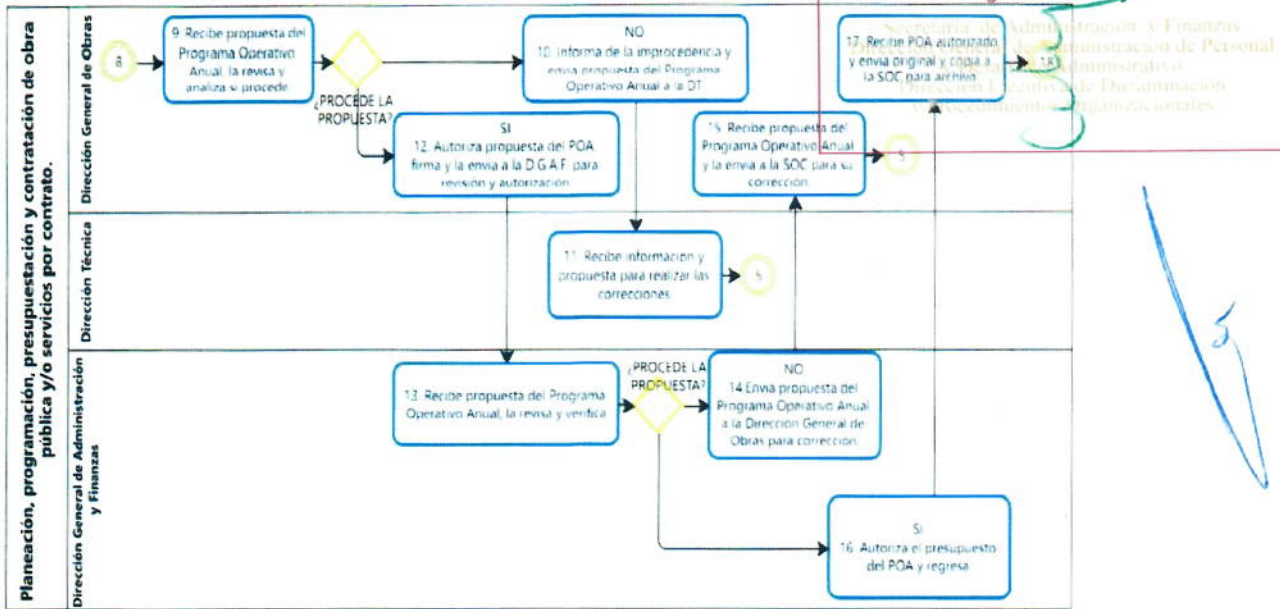 Planeación, programación, presupuestación y contratación de obra
pública y/o servicios por contrato.
Dirección General de Obras
8
9. Recibe propuesta del
Programa Operativo
Anual, la revisa y
analiza si procede.
¿PROCEDE LA
PROPUESTA?
NO
10. Informa de la improcedencia y
envía propuesta del Programa
Operativo Anual a la DT.
SI
12. Autoriza propuesta del POA
firma y la envía a la D.G.A.F. para
revisión y autorización
15. Recibe propuesta del
Programa Operativo Anual
y la envía a la SOC para su
corrección.
5
17. Recibe POA autorizado
y envía original y copia a
la SOC para archivo
18
Secretaría de Administración y Finanzas
Dirección General de Administración de Personal
Administrativo
Dirección Ejecutiva de Dictaminación
y Procedimientos Organizacionales
Dirección Técnica
11. Recibe información y
propuesta para realizar las
correcciones
5
Dirección General de Administración
y Finanzas
13. Recibe propuesta del Programa
Operativo Anual, la revisa y verifica
¿PROCEDE LA
PROPUESTA?
NO
14 Envía propuesta del
Programa Operativo Anual
a la Dirección General de
Obras para corrección.
SI
16. Autoriza el presupuesto
del POA y regresa